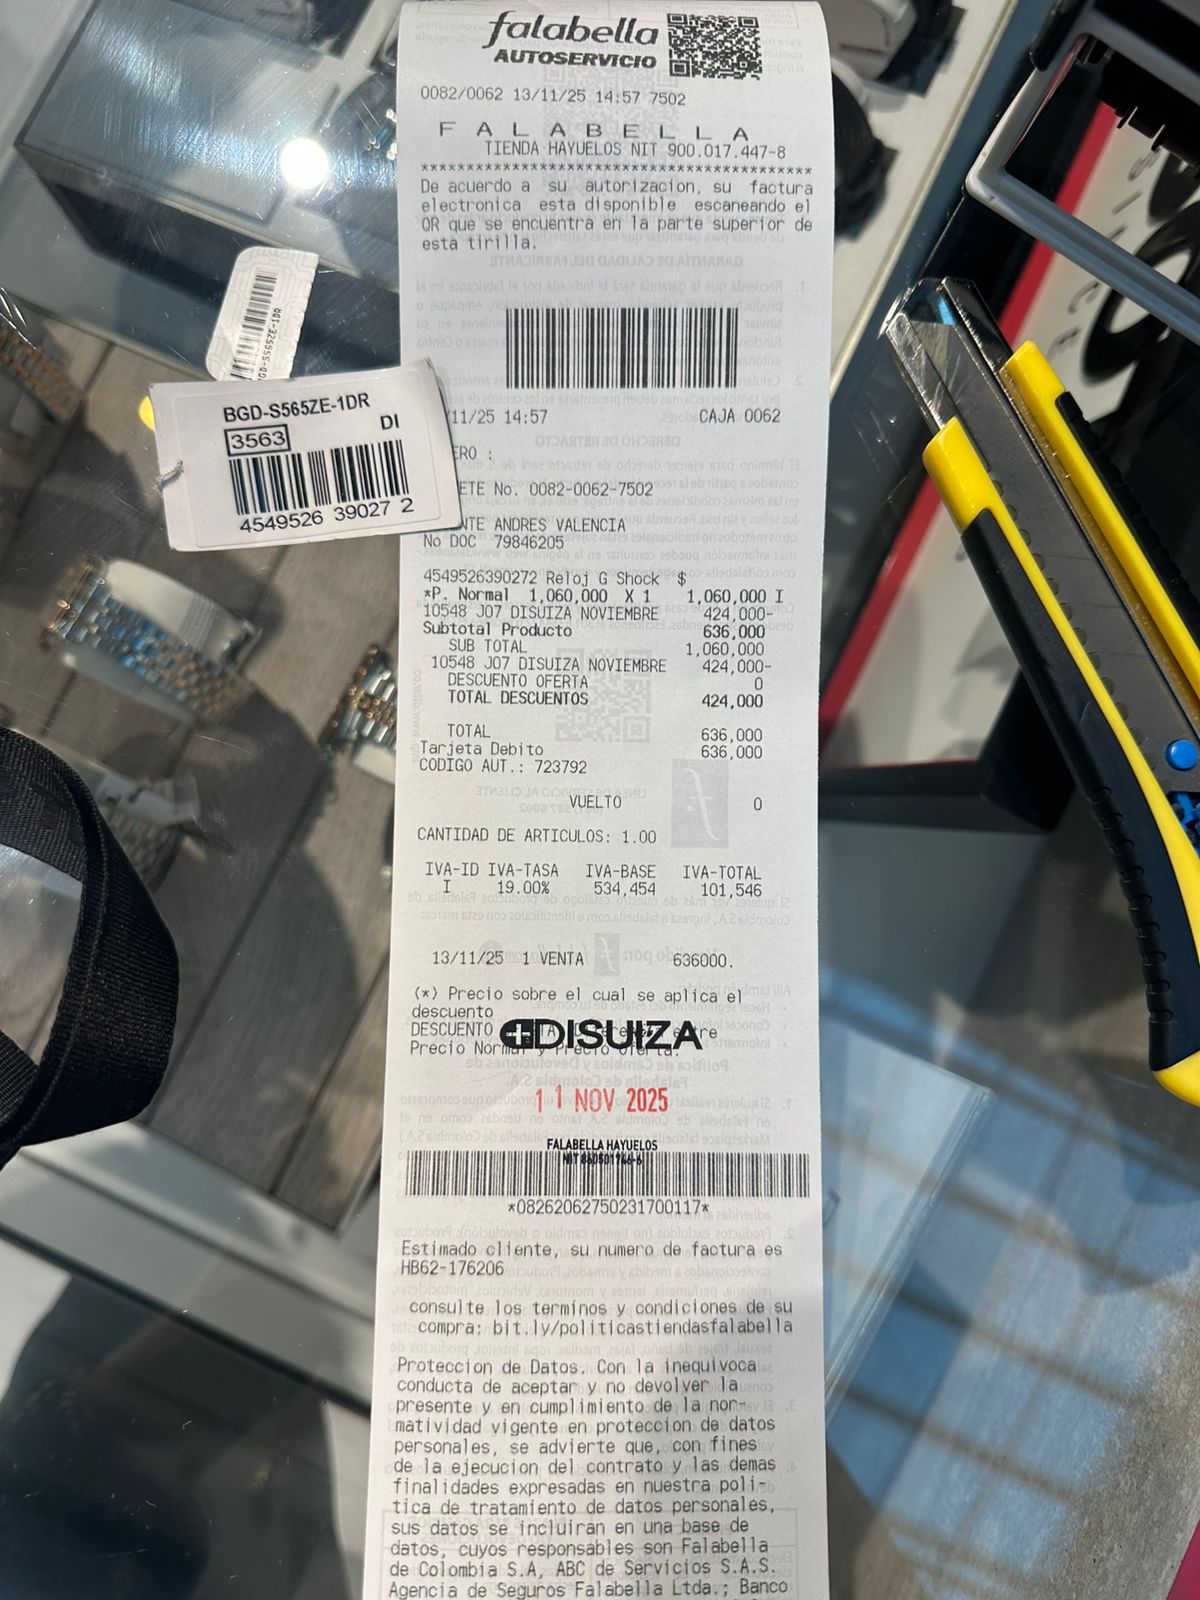 falabella
AUTOSERVICIO
0082/0062 13/11/25 14:57 7502
F A L A B E L L A
TIENDA HAYUELOS NIT 900.017.447-8
****************************************************
De acuerdo a su autorizacion, su factura
electronica esta disponible escaneando el
QR que se encuentra en la parte superior de
esta tirilla.
BGD-S565ZE-1DR
BGD-S565ZE-1DR
DI
3563
4549526 39027 2
/11/25 14:57 CAJA 0062
ERO :
ETE No. 0082-0062-7502
ENTE ANDRES VALENCIA
No DOC 79846205
4549526390272 Reloj G Shock $
*P. Normal 1,060,000 X 1 1,060,000 I
10548 J07 DISUIZA NOVIEMBRE 424,000-
Subtotal Producto 636,000
SUB TOTAL 1,060,000
10548 J07 DISUIZA NOVIEMBRE 424,000-
DESCUENTO OFERTA 0
TOTAL DESCUENTOS 424,000
TOTAL 636,000
Tarjeta Debito 636,000
CODIGO AUT.: 723792
VUELTO 0
CANTIDAD DE ARTICULOS: 1.00
IVA-ID IVA-TASA IVA-BASE IVA-TOTAL
I 19.00% 534,454 101,546
13/11/25 1 VENTA 636000.
(*) Precio sobre el cual se aplica el
descuento
DESCUENTO
DISUIZA
Precio Normal y Precio Oferta.
11 NOV 2025
FALABELLA HAYUELOS
NIT 860501766-6
*08262062750231700117*
Estimado cliente, su numero de factura es
HB62-176206
consulte los terminos y condiciones de su
compra: bit.ly/politicastiendasfalabella
Proteccion de Datos. Con la inequivoca
conducta de aceptar y no devolver la
presente y en cumplimiento de la nor-
matividad vigente en proteccion de datos
personales, se advierte que, con fines
de la ejecucion del contrato y las demas
finalidades expresadas en nuestra poli-
tica de tratamiento de datos personales,
sus datos se incluiran en una base de
datos, cuyos responsables son Falabella
de Colombia S.A, ABC de Servicios S.A.S.
Agencia de Seguros Falabella Ltda.; Banco